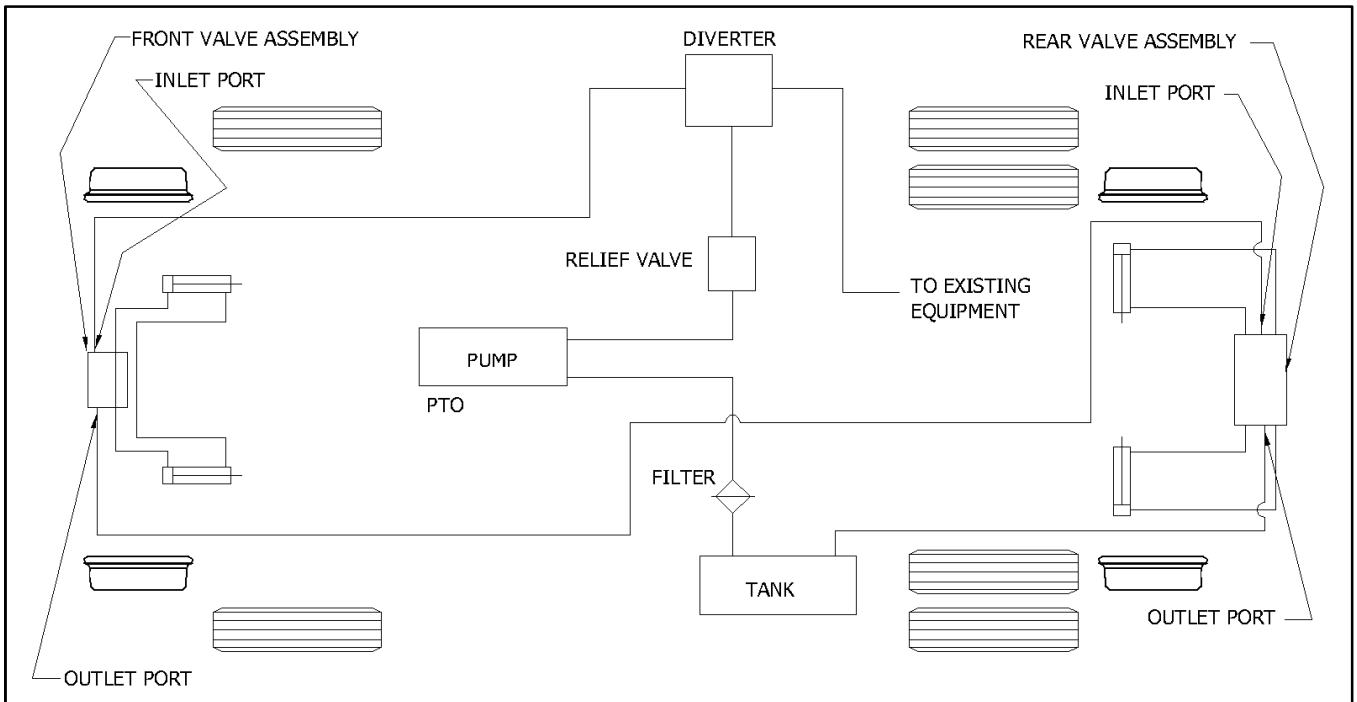 FRONT VALVE ASSEMBLY
DIVERTER
REAR VALVE ASSEMBLY
INLET PORT
INLET PORT
RELIEF VALVE
TO EXISTING
EQUIPMENT
PUMP
PTO
FILTER
TANK
OUTLET PORT
OUTLET PORT